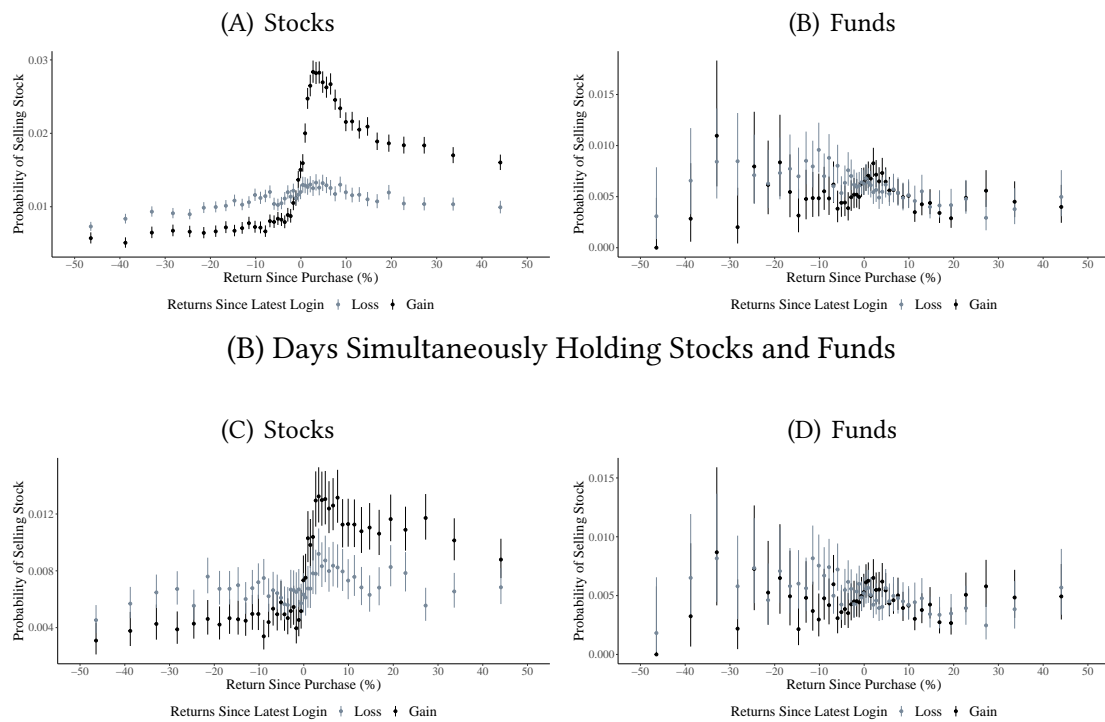 (A) Stocks
(B) Funds
Probability of Selling Stock
0.03
0.02
0.01
−50 −40 −30 −20 −10 0 10 20 30 40 50
Return Since Purchase (%)
Returns Since Latest Login Loss Gain
Probability of Selling Stock
0.015
0.010
0.005
0.000
−50 −40 −30 −20 −10 0 10 20 30 40 50
Return Since Purchase (%)
Returns Since Latest Login Loss Gain
(B) Days Simultaneously Holding Stocks and Funds
(C) Stocks
(D) Funds
Probability of Selling Stock
0.012
0.008
0.004
−50 −40 −30 −20 −10 0 10 20 30 40 50
Return Since Purchase (%)
Returns Since Latest Login Loss Gain
Probability of Selling Stock
0.015
0.010
0.005
0.000
−50 −40 −30 −20 −10 0 10 20 30 40 50
Return Since Purchase (%)
Returns Since Latest Login Loss Gain